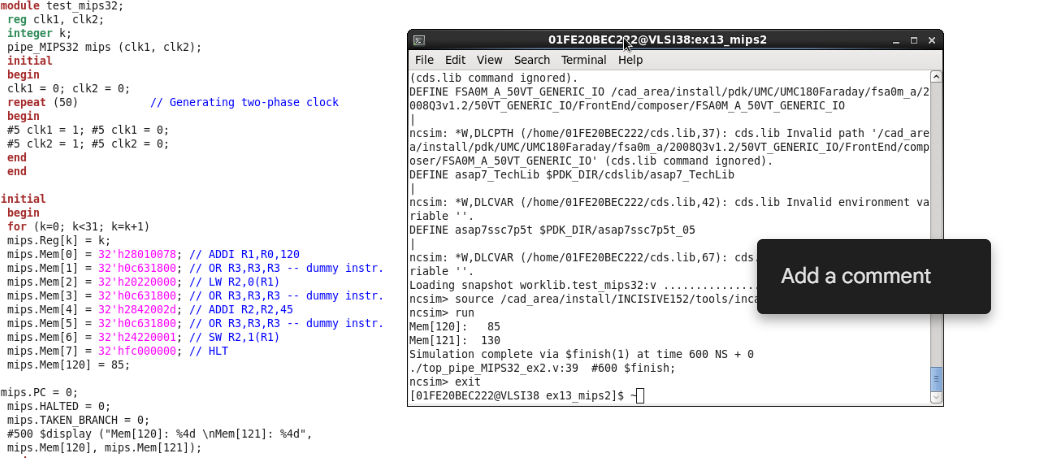 module test_mips32;
reg clk1, clk2;
integer k;
pipe_MIPS32 mips (clk1, clk2);
initial
begin
clk1 = 0; clk2 = 0;
repeat (50) // Generating two-phase clock
begin
#5 clk1 = 1; #5 clk1 = 0;
#5 clk2 = 1; #5 clk2 = 0;
end
end
initial
begin
for (k=0; k<31; k=k+1)
mips.Reg[k] = k;
mips.Mem[0] = 32'h28010078; // ADDI R1,R0,120
mips.Mem[1] = 32'h0c631800; // OR R3,R3,R3 -- dummy instr.
mips.Mem[2] = 32'h20220000; // LW R2,0(R1)
mips.Mem[3] = 32'h0c631800; // OR R3,R3,R3 -- dummy instr.
mips.Mem[4] = 32'h2842002d; // ADDI R2,R2,45
mips.Mem[5] = 32'h0c631800; // OR R3,R3,R3 -- dummy instr.
mips.Mem[6] = 32'h24220001; // SW R2,1(R1)
mips.Mem[7] = 32'hfc000000; // HLT
mips.Mem[120] = 85;
mips.PC = 0;
mips.HALTED = 0;
mips.TAKEN_BRANCH = 0;
#500 $display ("Mem[120]: %4d \nMem[121]: %4d",
mips.Mem[120], mips.Mem[121]);
01FE20BEC222@VLSI38:ex13_mips2
File Edit View Search Terminal Help
(cds.lib command ignored).
DEFINE FSA0M_A_50VT_GENERIC_IO /cad_area/install/pdk/UMC/UMC180Faraday/fsa0m_a/2
008Q3v1.2/50VT_GENERIC_IO/FrontEnd/composer/FSA0M_A_50VT_GENERIC_IO
|
ncsim: *W,DLCPTH (/home/01FE20BEC222/cds.lib,37): cds.lib Invalid path '/cad_are
a/install/pdk/UMC/UMC180Faraday/fsa0m_a/2008Q3v1.2/50VT_GENERIC_IO/FrontEnd/comp
oser/FSA0M_A_50VT_GENERIC_IO' (cds.lib command ignored).
DEFINE asap7_TechLib $PDK_DIR/cdslib/asap7_TechLib
|
ncsim: *W,DLCVAR (/home/01FE20BEC222/cds.lib,42): cds.lib Invalid environment va
riable ''.
DEFINE asap7ssc7p5t $PDK_DIR/asap7ssc7p5t_05
|
ncsim: *W,DLCVAR (/home/01FE20BEC222/cds.lib,67): cds.
riable ''.
Loading snapshot worklib.test_mips32:v ..............
ncsim> source /cad_area/install/INCISIVE152/tools/inca
ncsim> run
Mem[120]: 85
Mem[121]: 130
Simulation complete via $finish(1) at time 600 NS + 0
./top_pipe_MIPS32_ex2.v:39 #600 $finish;
ncsim> exit
[01FE20BEC222@VLSI38 ex13_mips2]$ ~
Add a comment